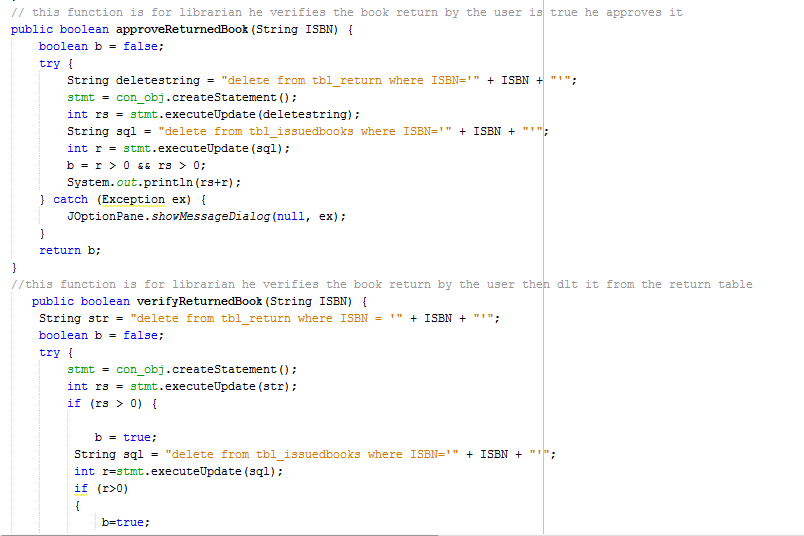 // this function is for librarian he verifies the book return by the user is true he approves it
public boolean approveReturnedBook(String ISBN) {
    boolean b = false;
    try {
        String deletestring = "delete from tbl_return where ISBN='" + ISBN + "'";
        stmt = con_obj.createStatement();
        int rs = stmt.executeUpdate(deletestring);
        String sql = "delete from tbl_issuedbooks where ISBN='" + ISBN + "'";
        int r = stmt.executeUpdate(sql);
        b = r > 0 && rs > 0;
        System.out.println(rs+r);
    } catch (Exception ex) {
        JOptionPane.showMessageDialog(null, ex);
    }
    return b;
}
//this function is for librarian he verifies the book return by the user then dlt it from the return table
   public boolean verifyReturnedBook(String ISBN) {
    String str = "delete from tbl_return where ISBN = '" + ISBN + "'";
    boolean b = false;
    try {
        stmt = con_obj.createStatement();
        int rs = stmt.executeUpdate(str);
        if (rs > 0) {
            b = true;
         String sql = "delete from tbl_issuedbooks where ISBN='" + ISBN + "'";
         int r=stmt.executeUpdate(sql);
         if (r>0)
         {
             b=true;